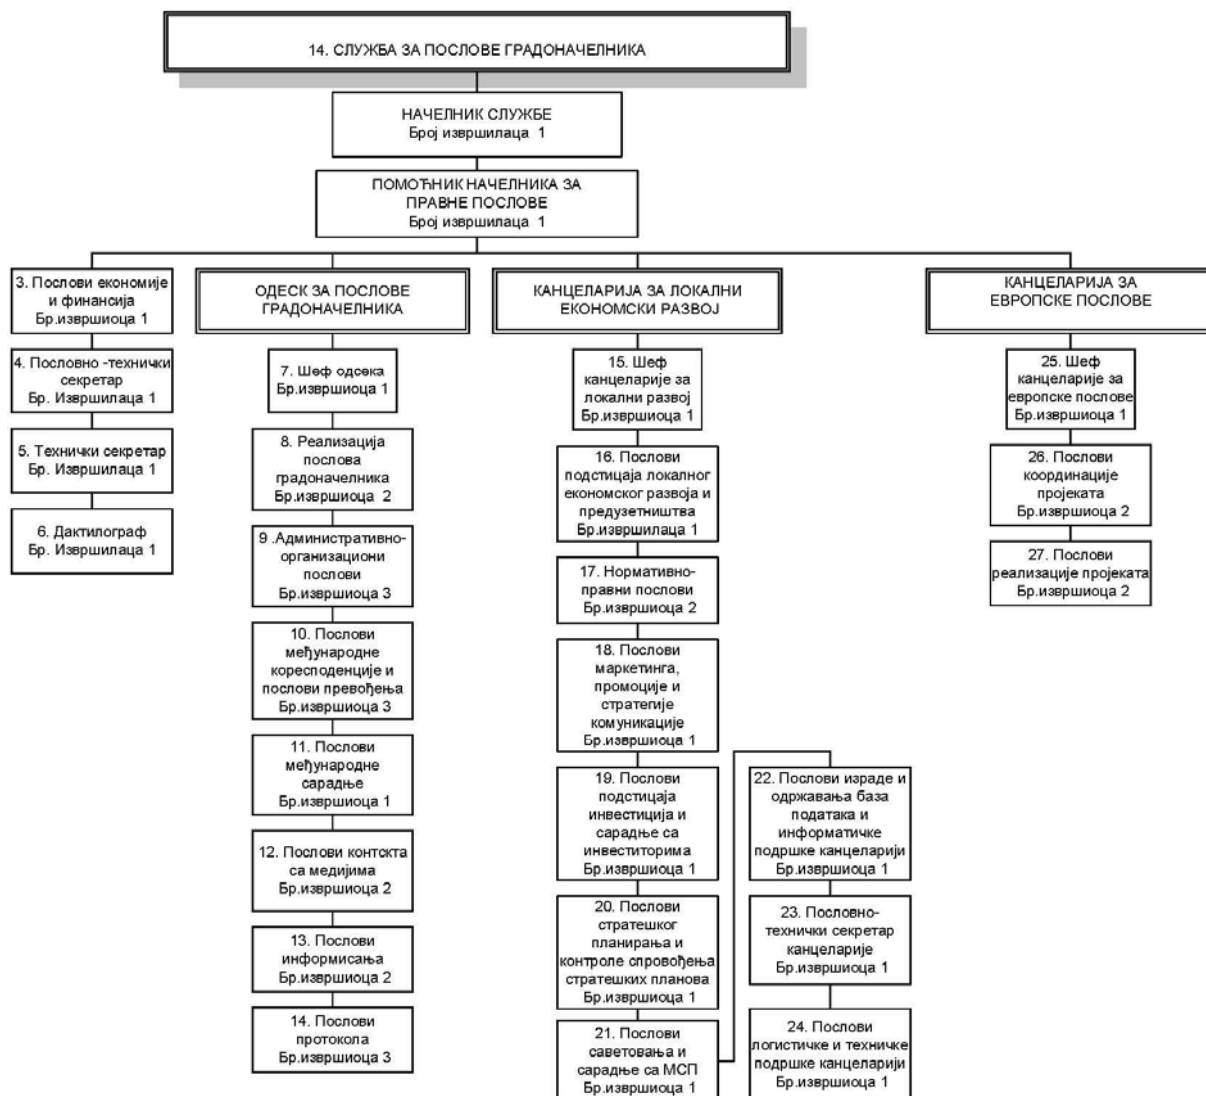 14. СЛУЖБА ЗА ПОСЛОВЕ ГРАДОНАЧЕЛНИКА
НАЧЕЛНИК СЛУЖБЕ
Број извршилаца 1
ПОМОЋНИК НАЧЕЛНИКА ЗА
ПРАВНЕ ПОСЛОВЕ
Број извршилаца 1
3. Послови економије
и финансија
Бр.извршиоца 1
4. Пословно -технички
секретар
Бр. Извршилаца 1
5. Технички секретар
Бр. Извршилаца 1
6. Дактилограф
Бр. Извршилаца 1
ОДЕСК ЗА ПОСЛОВЕ
ГРАДОНАЧЕЛНИКА
7. Шеф одсека
Бр.извршиоца 1
8. Реализација
послова
градоначелника
Бр.извршиоца 2
9 .Административно-
организациони
послови
Бр.извршиоца 3
10. Послови
међународне
коресподенције и
послови превођења
Бр.извршиоца 3
11. Послови
међународне
сарадње
Бр.извршиоца 1
12. Послови контскта
са медијима
Бр.извршиоца 2
13. Послови
информисања
Бр.извршиоца 2
14. Послови
протокола
Бр.извршиоца 3
КАНЦЕЛАРИЈА ЗА ЛОКАЛНИ
ЕКОНОМСКИ РАЗВОЈ
15. Шеф
канцеларије за
локални развој
Бр.извршиоца 1
16. Послови
подстицаја локалног
економског развоја и
предузетништва
Бр.извршилаца 1
17. Нормативно-
правни послови
Бр.извршиоца 2
18. Послови
маркетинга,
промоције и
стратегије
комуникације
Бр.извршиоца 1
19. Послови
подстицаја
инвестиција и
сарадње са
инвеститорима
Бр.извршиоца 1
20. Послови
стратешког
планирања и
контроле спровођења
стратешких планова
Бр.извршиоца 1
21. Послови
саветовања и
сарадње са МСП
Бр.извршиоца 1
22. Послови израде и
одржавања база
података и
информатичке
подршке канцеларији
Бр.извршиоца 1
23. Пословно-
технички секретар
канцеларије
Бр.извршиоца 1
24. Послови
логистичке и техничке
подршке канцеларији
Бр.извршиоца 1
КАНЦЕЛАРИЈА ЗА
ЕВРОПСКЕ ПОСЛОВЕ
25. Шеф
канцеларије за
европске послове
Бр.извршиоца 1
26. Послови
координације
пројеката
Бр.извршиоца 2
27. Послови
реализације пројеката
Бр.извршиоца 2